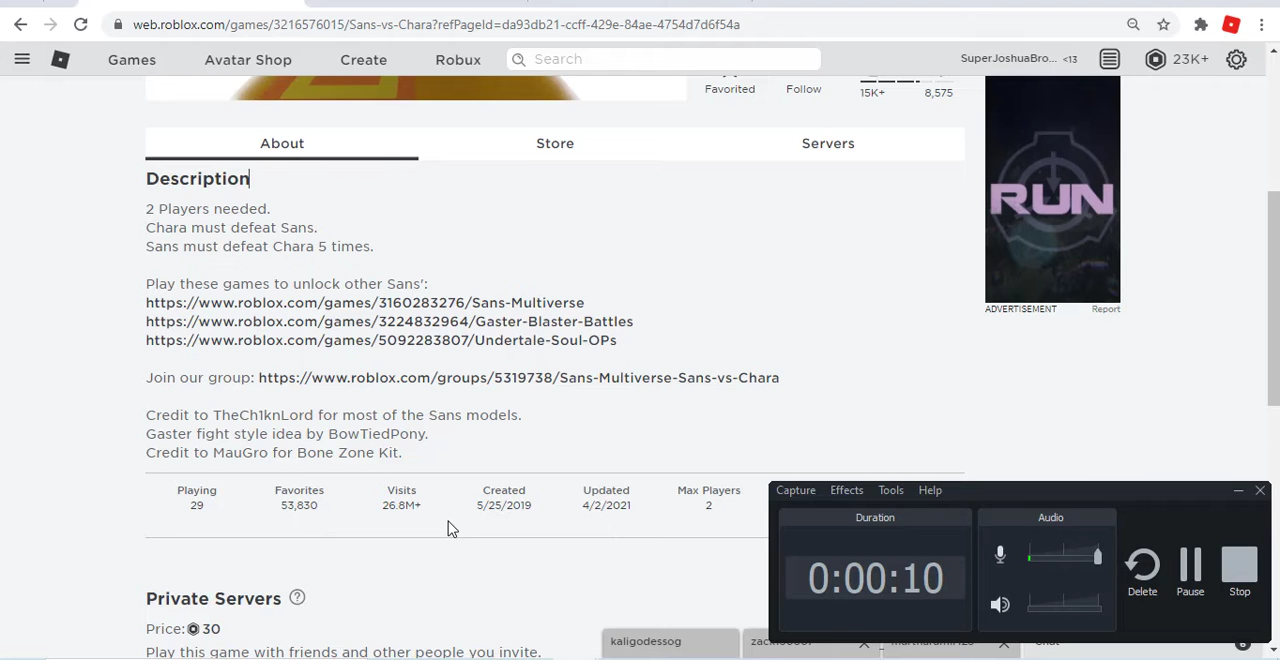 web.roblox.com/games/3216576015/Sans-vs-Chara?refPageId=da93db21-ccff-429e-84ae-4754d7d6f54a
Games
Avatar Shop
Create
Robux
Search
SuperJoshuaBro... <13
23K+
Favorited
Follow
15K+
8,575
About
Store
Servers
RUN
Description
2 Players needed.
Chara must defeat Sans.
Sans must defeat Chara 5 times.
Play these games to unlock other Sans':
https://www.roblox.com/games/3160283276/Sans-Multiverse
https://www.roblox.com/games/3224832964/Gaster-Blaster-Battles
https://www.roblox.com/games/5092283807/Undertale-Soul-OPs
ADVERTISEMENT
Report
Join our group: https://www.roblox.com/groups/5319738/Sans-Multiverse-Sans-vs-Chara
Credit to TheCh1knLord for most of the Sans models.
Gaster fight style idea by BowTiedPony.
Credit to MauGro for Bone Zone Kit.
Playing
Favorites
Visits
Created
Updated
Max Players
29
53,830
26.8M+
5/25/2019
4/2/2021
2
Capture
Effects
Tools
Help
Duration
Audio
0:00:10
Delete
Pause
Stop
Private Servers
Price: 30
Play this game with friends and other people you invite.
kaligodessog